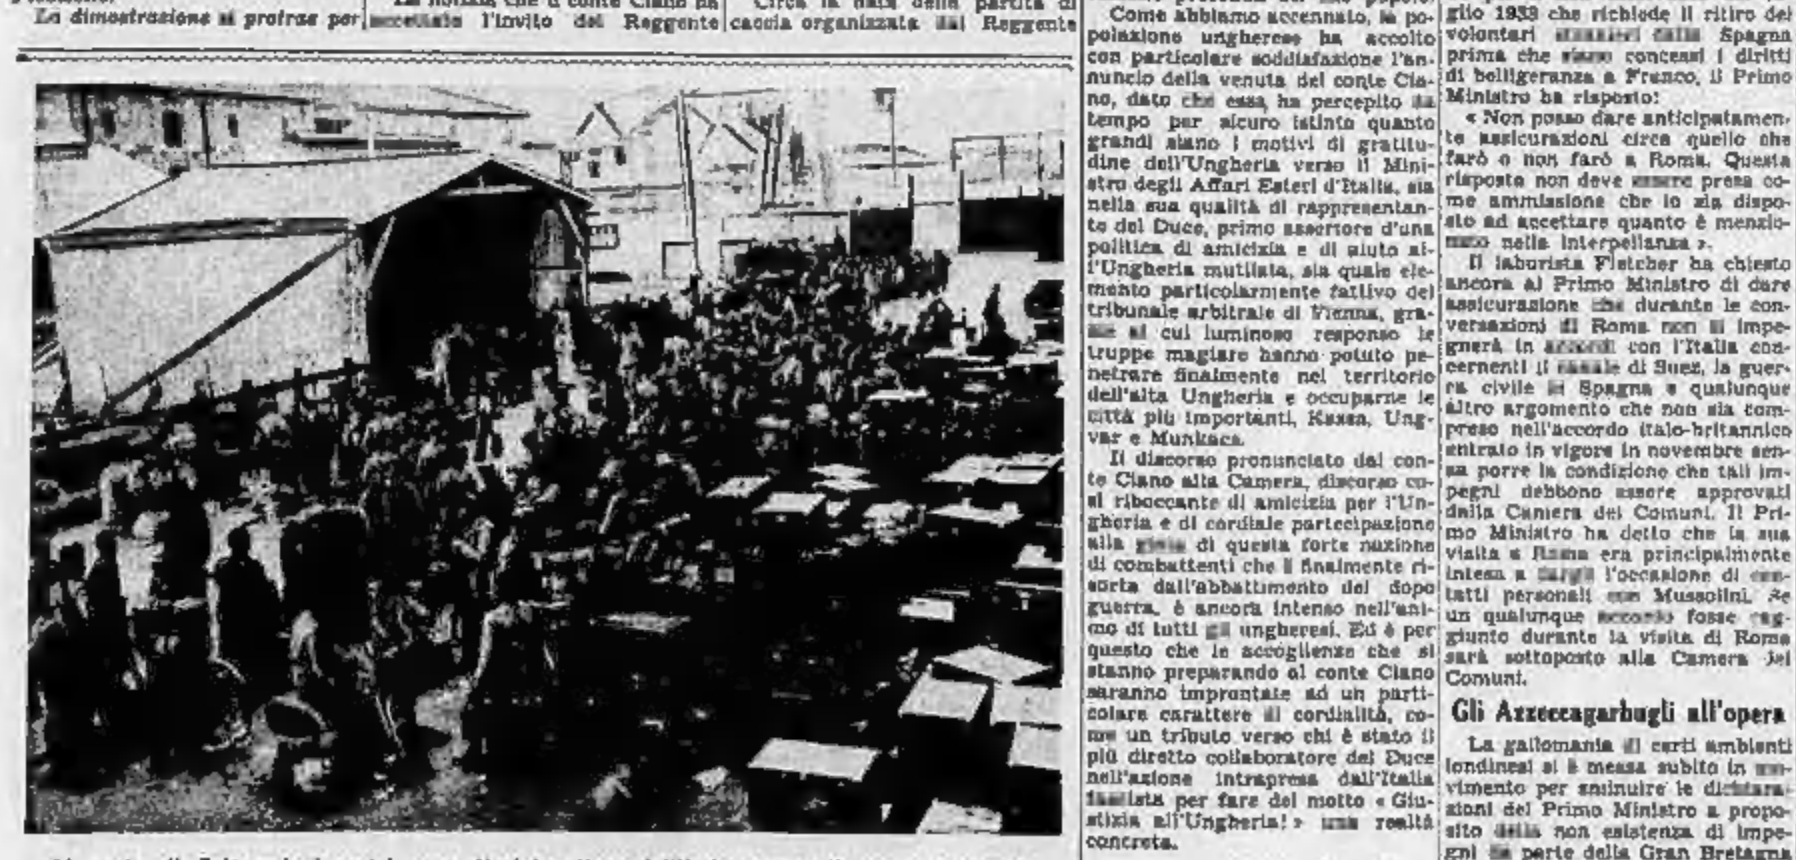 La dimostrazione si protrae per
accettato l'invito del Reggente
caccia organizzata dal Reggente
Come abbiamo accennato, la po-
polazione ungherese ha accolto
con particolare soddisfazione l'an-
nuncio della venuta del conte Cia-
no, dato che essa ha percepito da
tempo per sicuro istinto quanto
grandi siano i motivi di gratitu-
dine dell'Ungheria verso il Mini-
stro degli Affari Esteri d'Italia, sia
nella sua qualità di rappresentan-
te del Duce, primo assertore d'una
politica di amicizia e di aiuto al-
l'Ungheria mutilata, sia quale ele-
mento particolarmente fattivo del
tribunale arbitrale di Vienna, gra-
zie al cui luminoso responso le
truppe magiare hanno potuto pe-
netrare finalmente nel territorio
dell'alta Ungheria e occuparne le
città più importanti, Kassa, Ung-
var e Munkacs.
Il discorso pronunciato dal con-
te Ciano alla Camera, discorso co-
sì riboccante di amicizia per l'Un-
gheria e di cordiale partecipazione
alla gioia di questa forte nazione
di combattenti che è finalmente ri-
sorta dall'abbattimento del dopo
guerra, è ancora intenso nell'ani-
mo di tutti gli ungheresi. Ed è per
questo che le accoglienze che si
stanno preparando al conte Ciano
saranno improntate ad un parti-
colare carattere di cordialità, co-
me un tributo verso chi è stato il
più diretto collaboratore del Duce
nell'azione intrapresa dall'Italia
fascista per fare del motto « Giu-
stizia all'Ungheria! » una realtà
concreta.
glio 1938 che richiede il ritiro dei
volontari stranieri dalla Spagna
prima che siano concessi i diritti
di belligeranza a Franco, il Primo
Ministro ha risposto:
« Non posso dare anticipatamen-
te assicurazioni circa quello che
farò o non farò a Roma. Questa
risposta non deve essere presa co-
me ammissione che io sia dispo-
sto ad accettare quanto è menzio-
nato nella interpellanza ».
Il laburista Fletcher ha chiesto
ancora al Primo Ministro di dare
assicurazione che durante le con-
versazioni di Roma non si impe-
gnerà in accordi con l'Italia con-
cernenti il canale di Suez, la guer-
ra civile in Spagna e qualunque
altro argomento che non sia com-
preso nell'accordo italo-britannico
entrato in vigore in novembre sen-
za porre la condizione che tali im-
pegni debbono essere approvati
dalla Camera dei Comuni. Il Pri-
mo Ministro ha detto che la sua
visita a Roma era principalmente
intesa a dargli l'occasione di con-
tatti personali con Mussolini. Se
un qualunque accordo fosse rag-
giunto durante la visita di Roma
sarà sottoposto alla Camera dei
Comuni.
Gli Azzeccagarbugli all'opera
La gallomania di certi ambienti
londinesi si è messa subito in mo-
vimento per sminuire le dichiara-
zioni del Primo Ministro a propo-
sito della non esistenza di impe-
gni da parte della Gran Bretagna